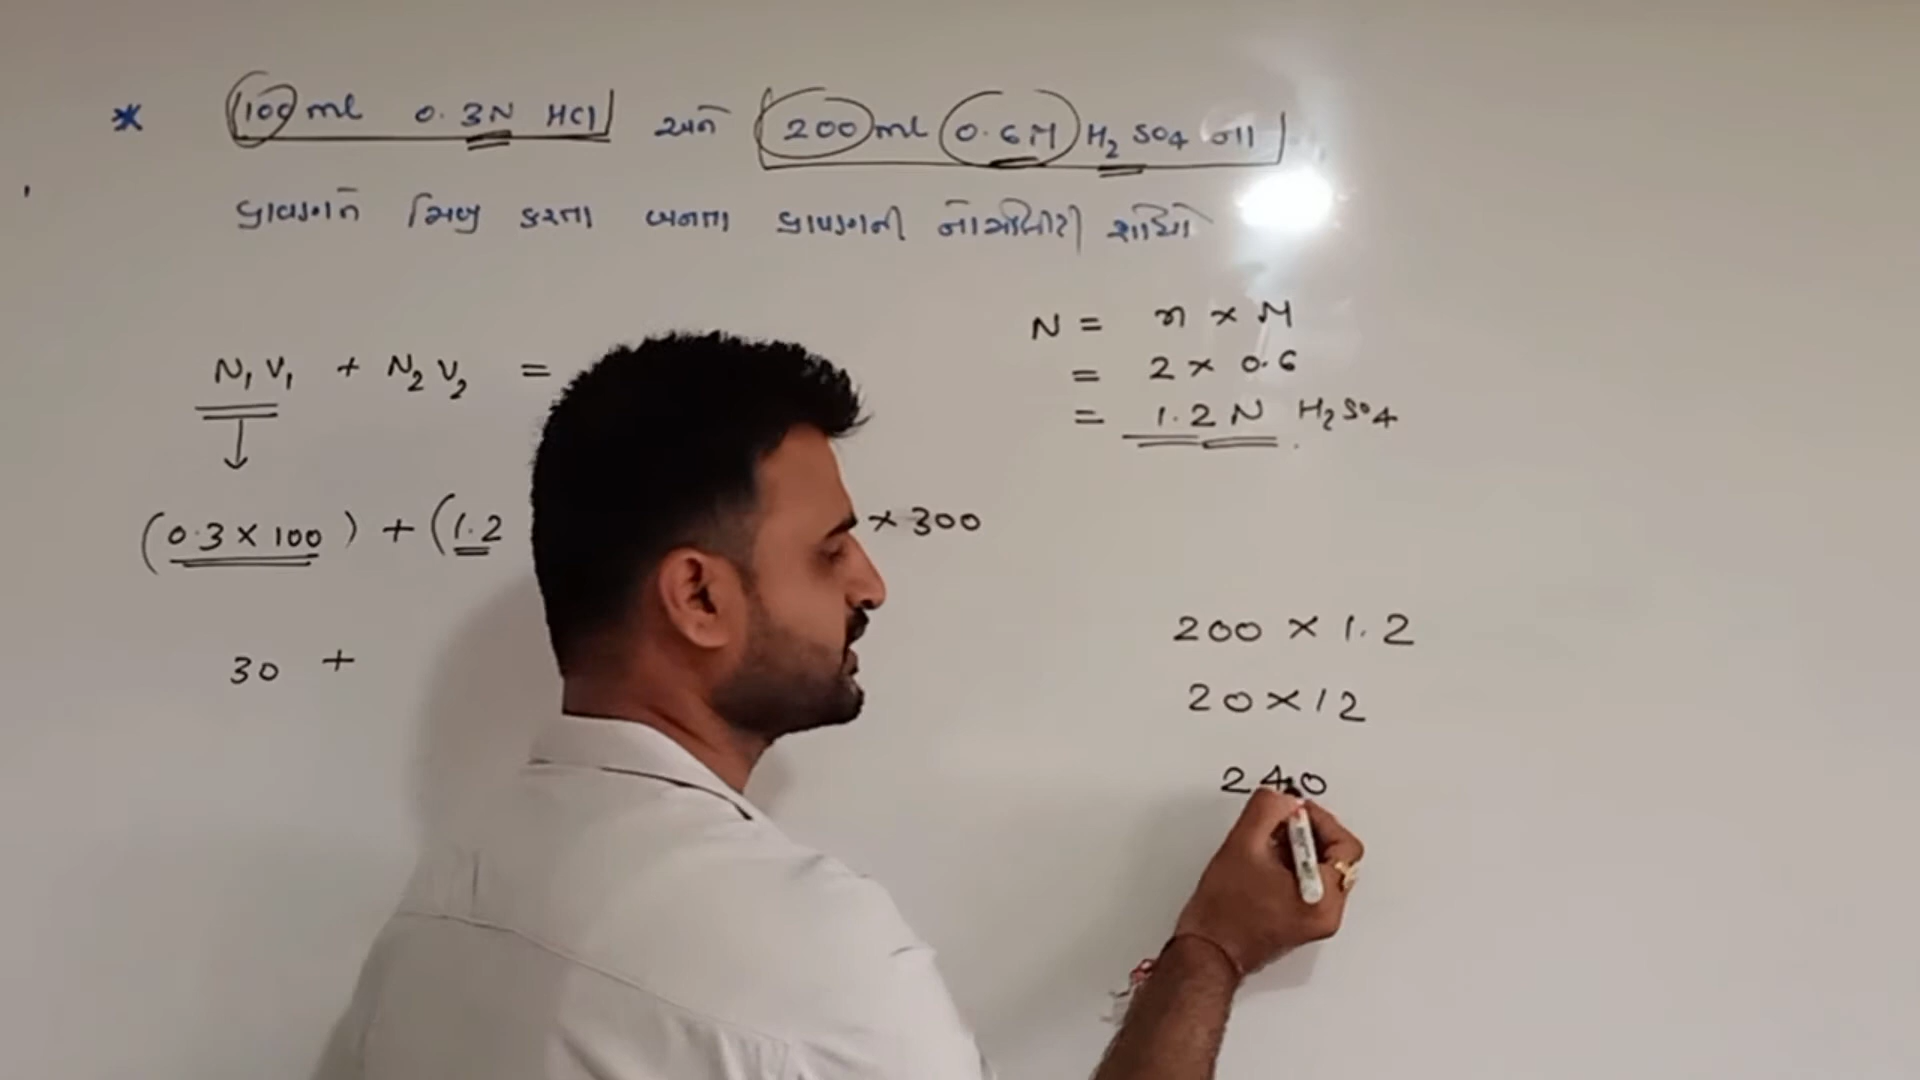 * 100 ml 0.3N HCl અને 200 ml 0.6M H₂SO₄ ના
દ્રાવણને મિશ્ર કરતા બનતા દ્રાવણની નોર્માલીટી શોધો
N₁V₁ + N₂V₂ =
N = n × M
= 2 × 0.6
= 1.2 N H₂SO₄
(0.3 × 100) + (1.2
× 300
30 +
200 × 1.2
20 × 12
240